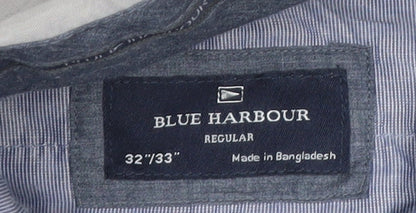 BLUE HARBOUR
REGULAR
32"/33" Made in Bangladesh